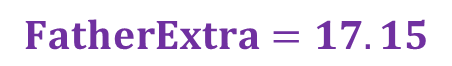 FatherExtra = 17.15